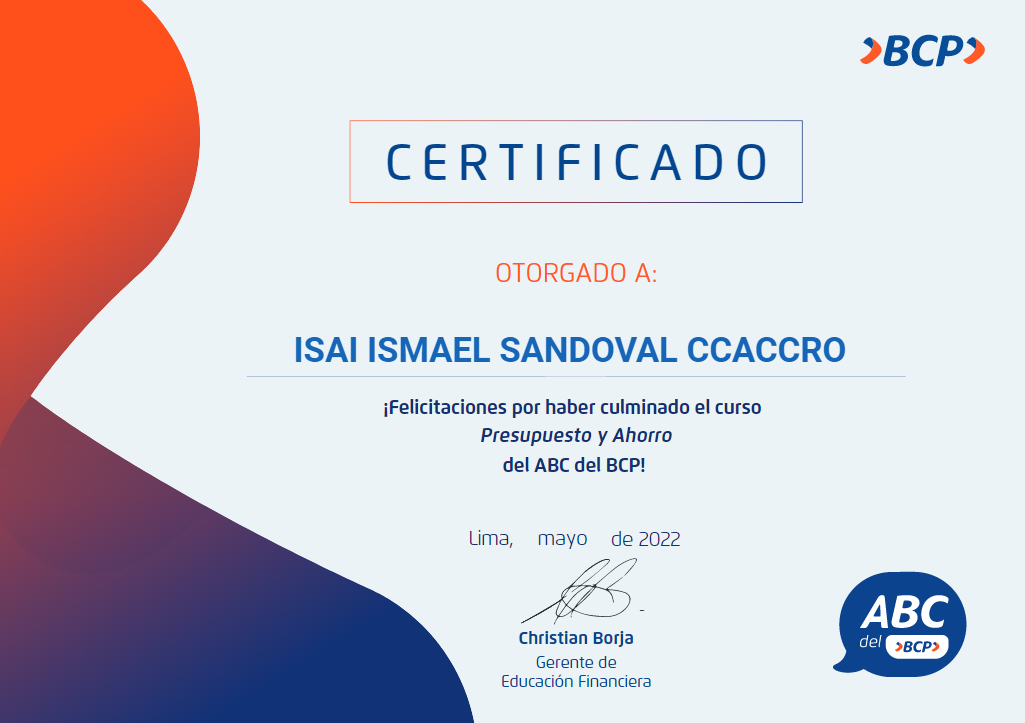 BCP
CERTIFICADO
OTORGADO A:
ISAI ISMAEL SANDOVAL CCACCRO
¡Felicitaciones por haber culminado el curso
Presupuesto y Ahorro
del ABC del BCP!
Lima, mayo de 2022
Christian Borja
Gerente de
Educación Financiera
ABC
del BCP